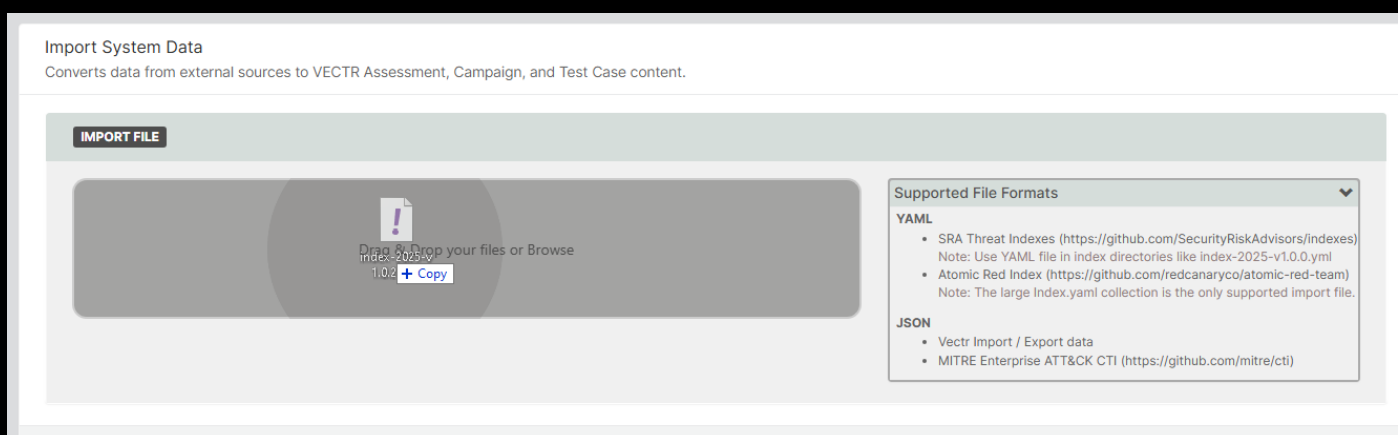 Import System Data
Converts data from external sources to VECTR Assessment, Campaign, and Test Case content.
IMPORT FILE
Drag & Drop your files or Browse
index-2025-v
1.0.2
+ Copy
Supported File Formats
YAML
• SRA Threat Indexes (https://github.com/SecurityRiskAdvisors/indexes)
Note: Use YAML file in index directories like index-2025-v1.0.0.yml
• Atomic Red Index (https://github.com/redcanaryco/atomic-red-team)
Note: The large Index.yaml collection is the only supported import file.
JSON
• Vectr Import / Export data
• MITRE Enterprise ATT&CK CTI (https://github.com/mitre/cti)